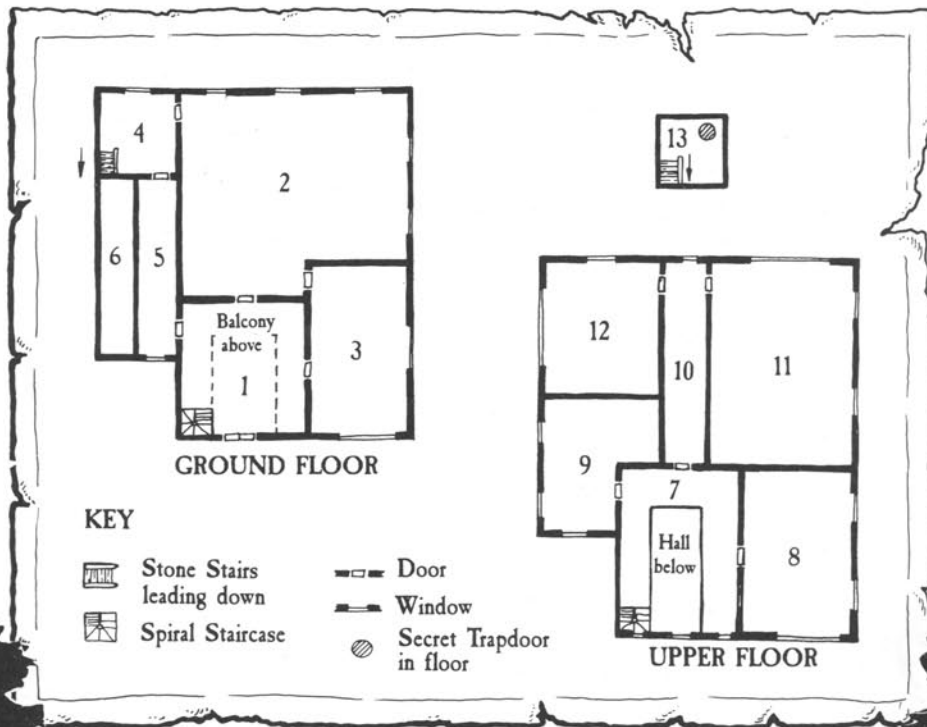 4
2
6
5
Balcony
above
1
3
GROUND FLOOR
13
12
10
11
9
7
Hall
below
8
UPPER FLOOR
KEY
Stone Stairs
leading down
Spiral Staircase
Door
Window
Secret Trapdoor
in floor